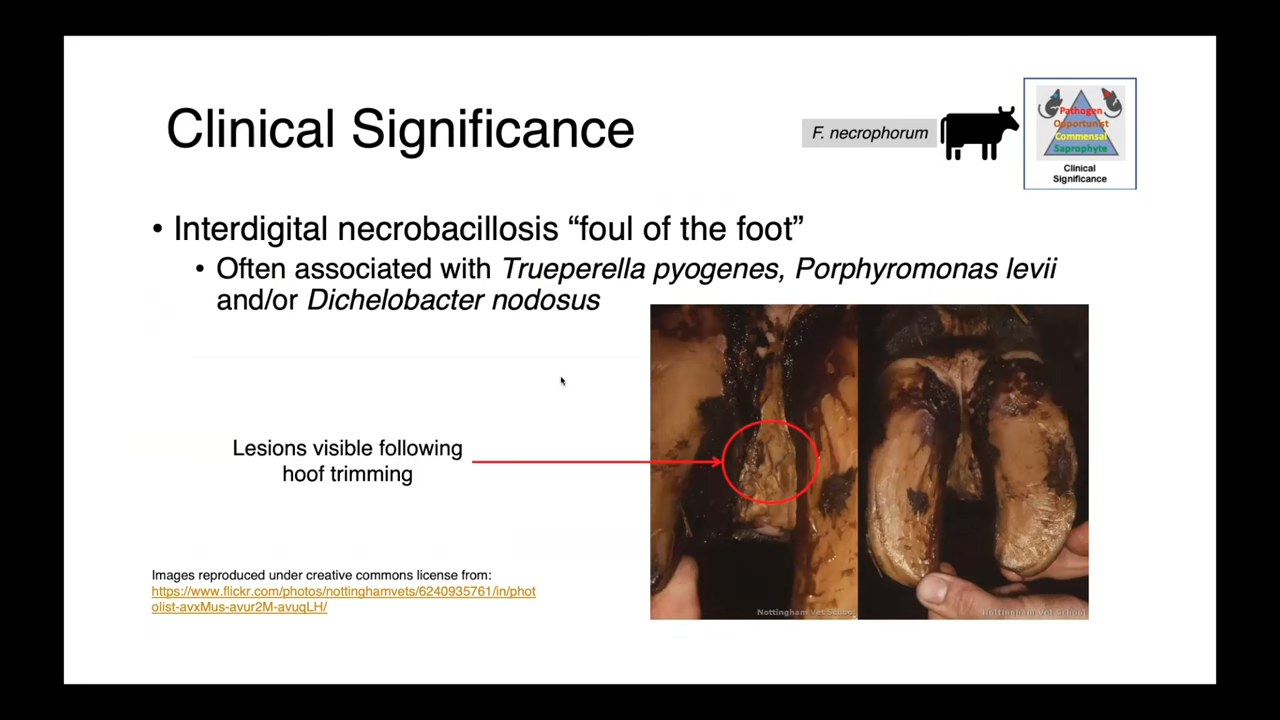 Clinical Significance
F. necrophorum
Pathogen
Opportunist
Commensal
Saprophyte
Clinical
Significance
• Interdigital necrobacillosis “foul of the foot”
• Often associated with Trueperella pyogenes, Porphyromonas levii
and/or Dichelobacter nodosus
Lesions visible following
hoof trimming
Images reproduced under creative commons license from:
https://www.flickr.com/photos/nottinghamvets/6240935761/in/phot
olist-avxMus-avur2M-avuqLH/
Nottingham Vet School
Nottingham Vet School